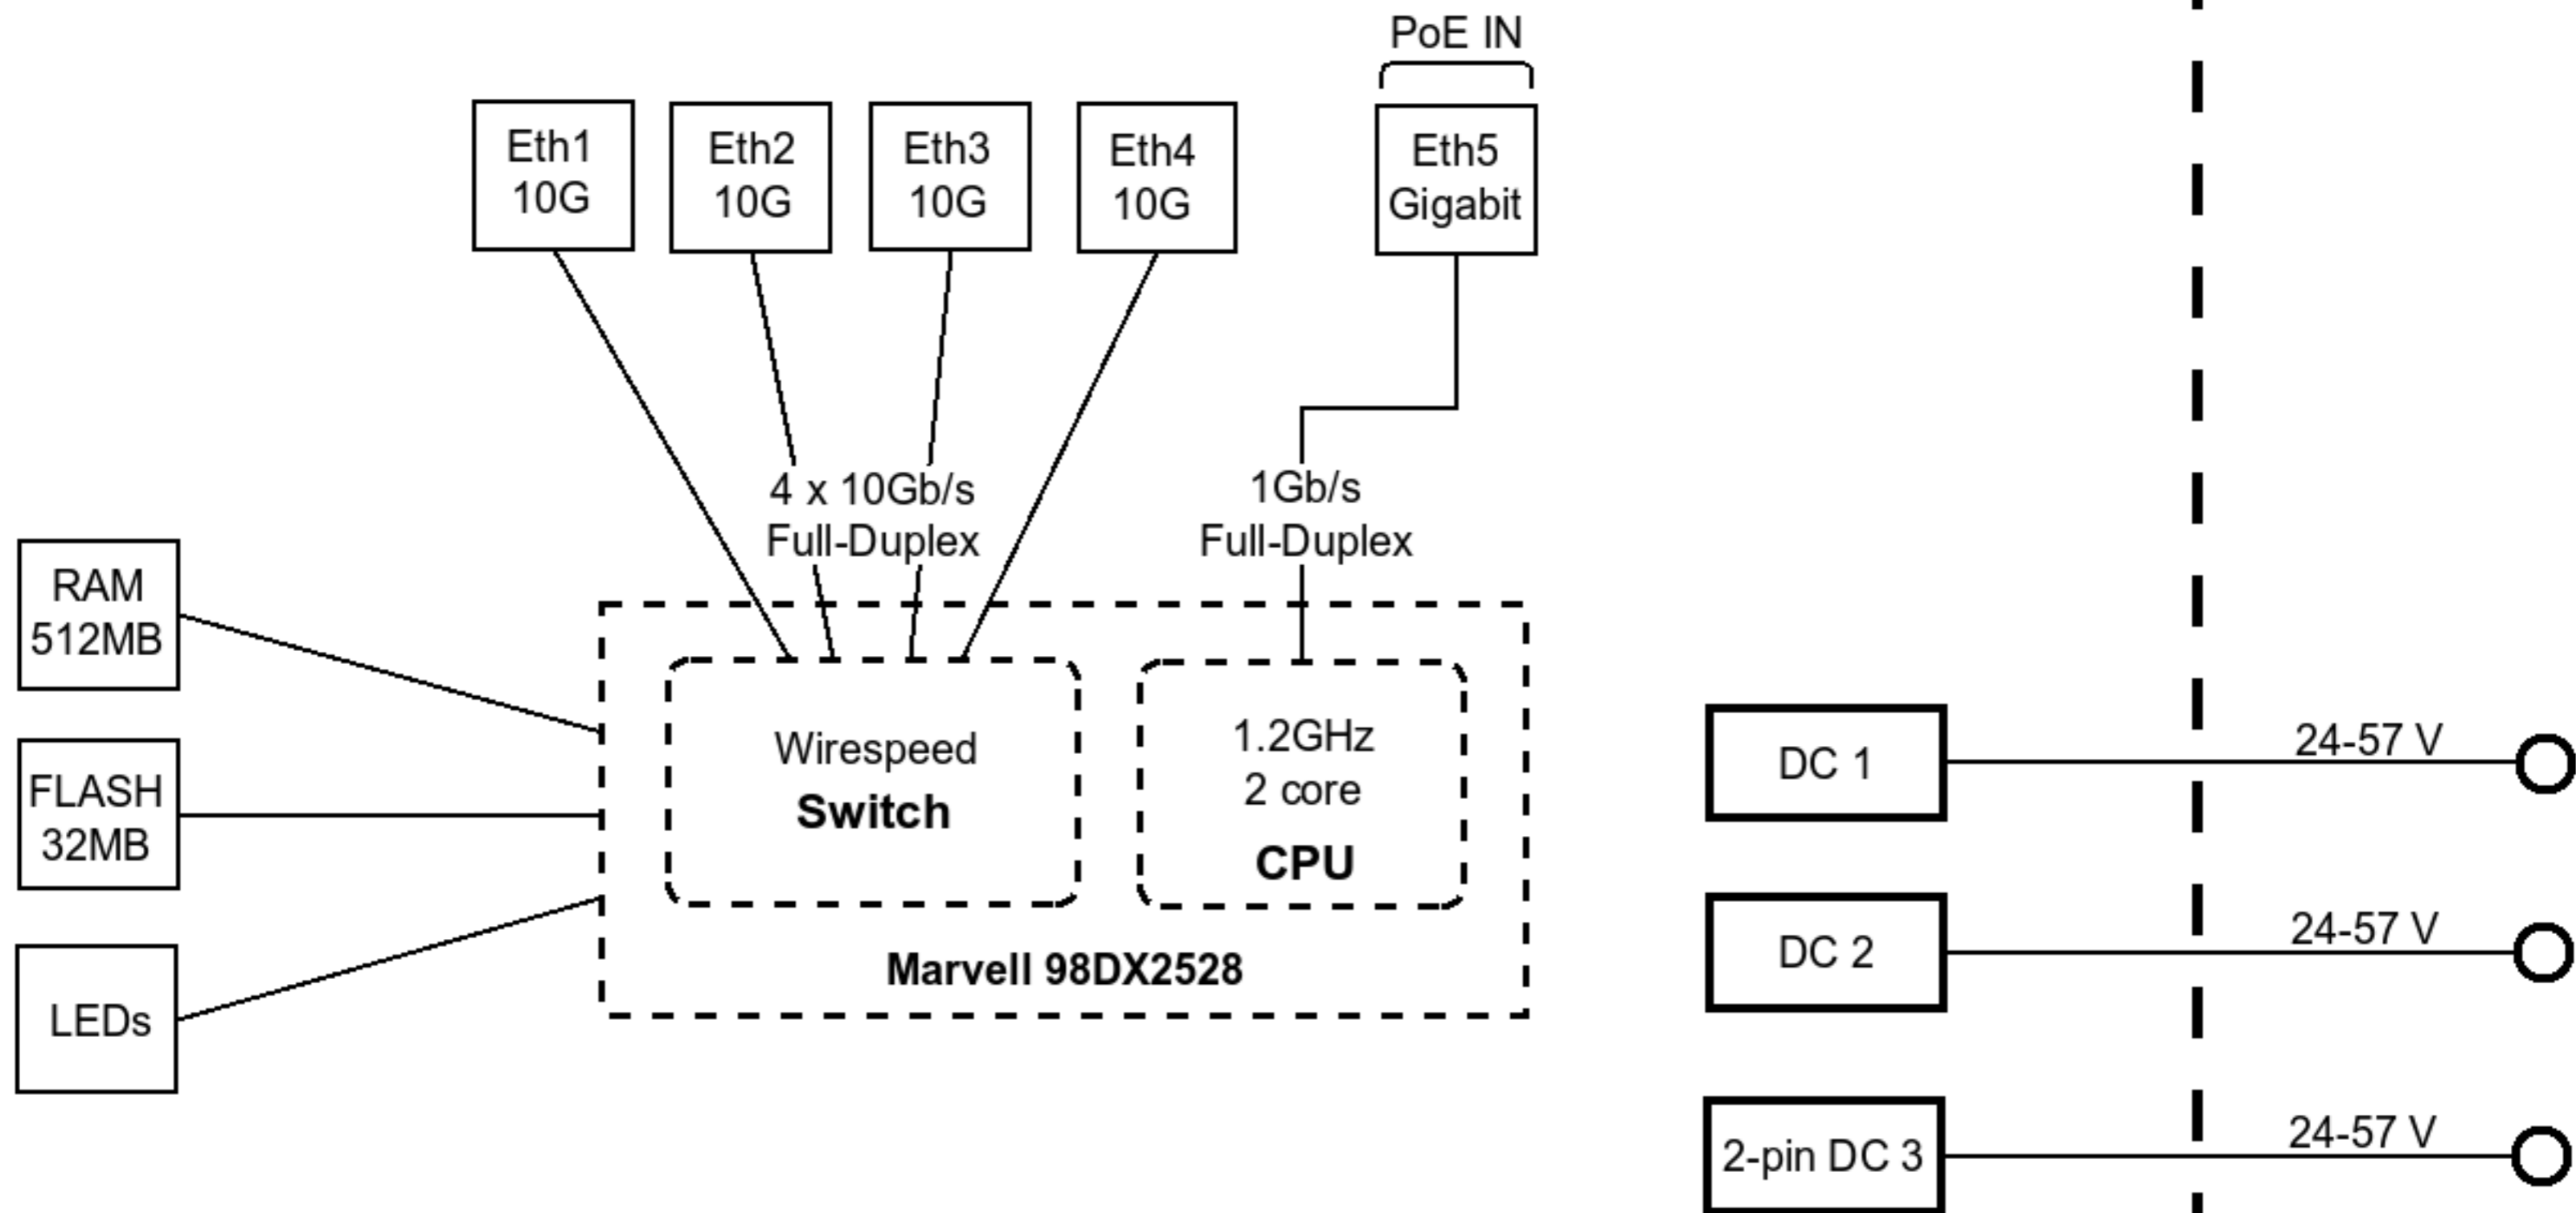 PoE IN
Eth1
10G
Eth2
10G
Eth3
10G
Eth4
10G
Eth5
Gigabit
4 x 10Gb/s
Full-Duplex
1Gb/s
Full-Duplex
RAM
512MB
FLASH
32MB
LEDs
Wirespeed
Switch
1.2GHz
2 core
CPU
Marvell 98DX2528
DC 1
24-57 V
DC 2
24-57 V
2-pin DC 3
24-57 V